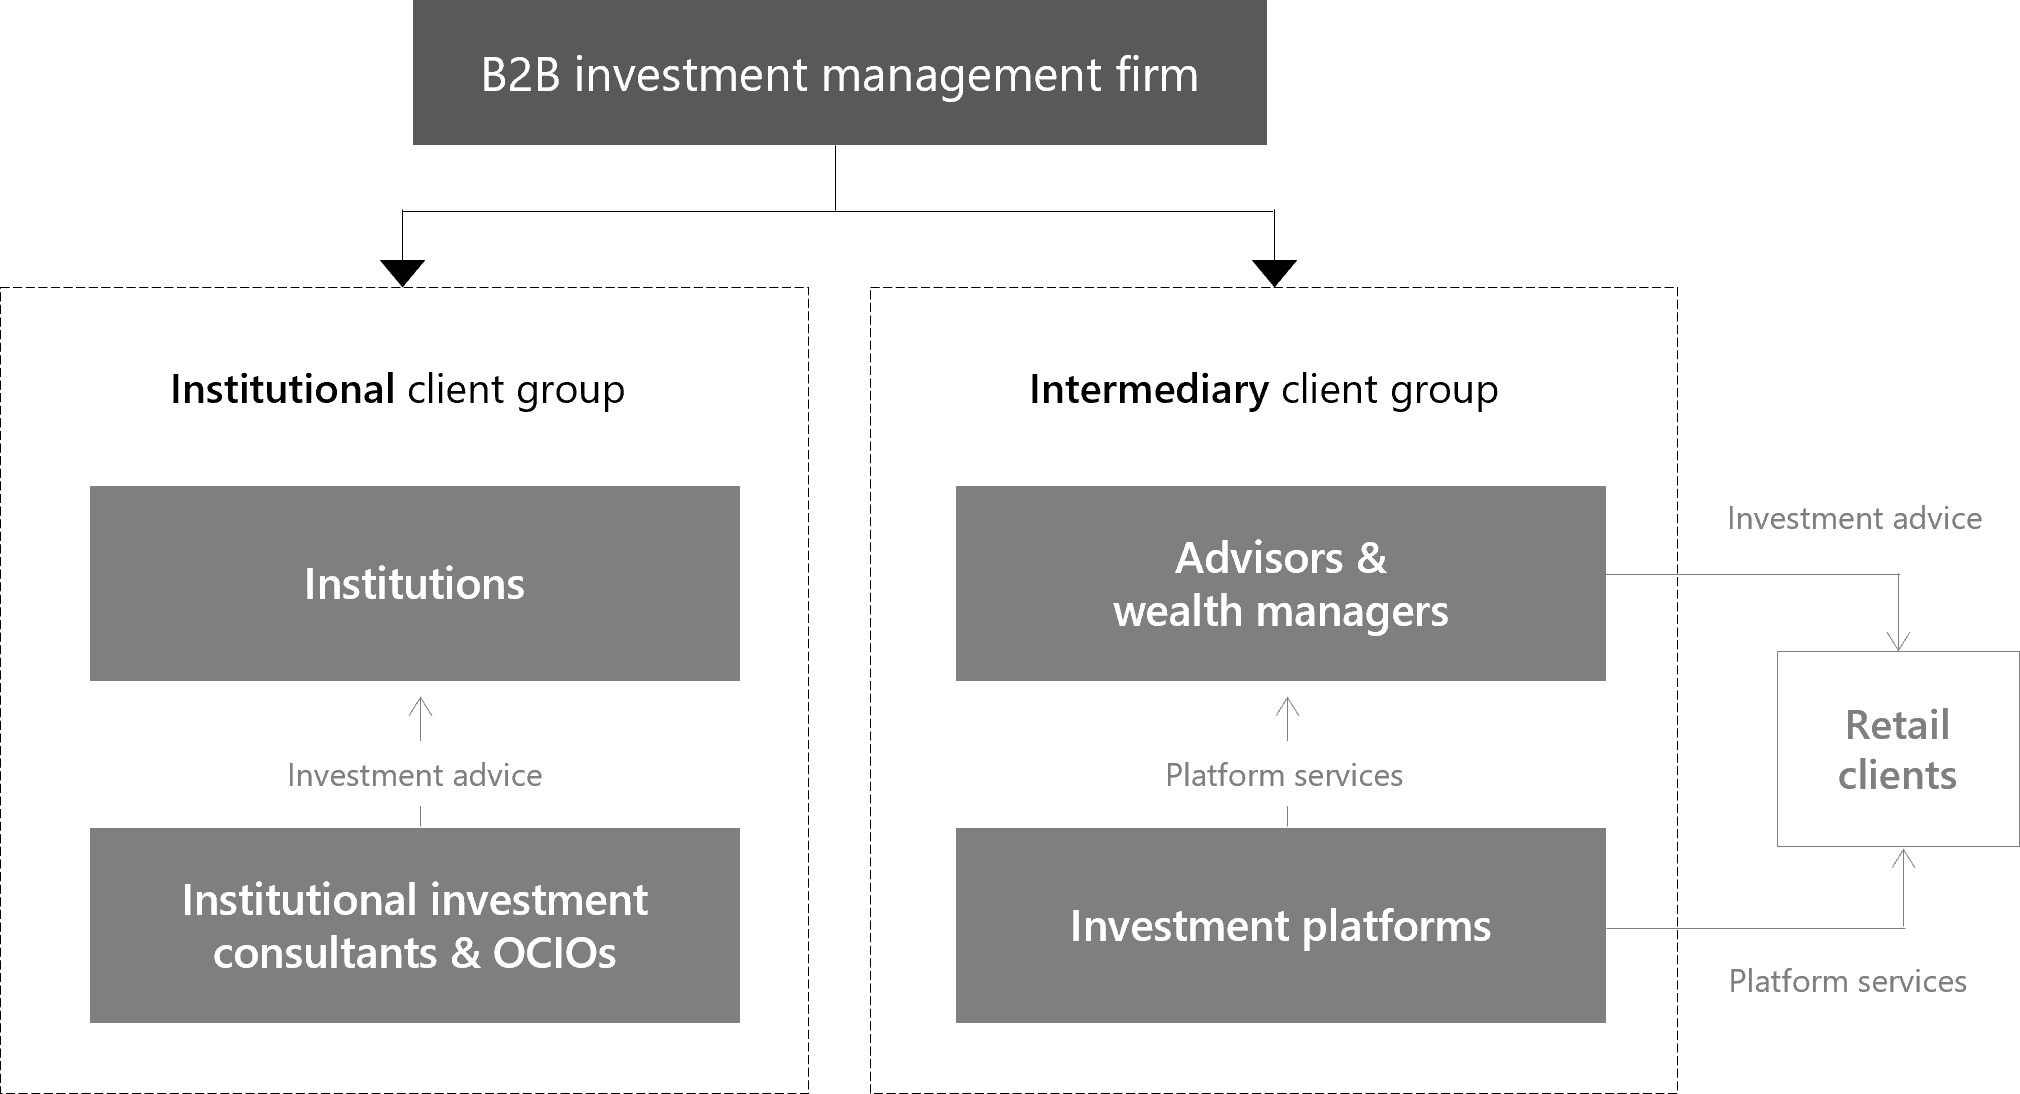 B2B investment management firm
Institutional client group
Institutions
Investment advice
Institutional investment
consultants & OCIOs
Intermediary client group
Advisors &
wealth managers
Platform services
Investment platforms
Investment advice
Retail
clients
Platform services